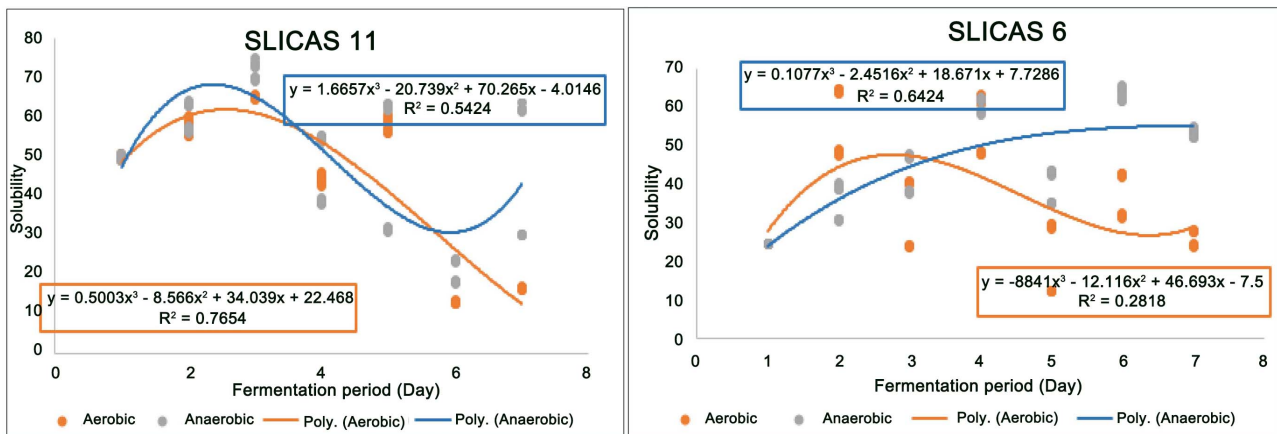 SLICAS 11
80
70
60
50
40
30
20
10
0
Solubility
y = 1.6657x³ - 20.739x² + 70.265x - 4.0146
R² = 0.5424
y = 0.5003x³ - 8.566x² + 34.039x + 22.468
R² = 0.7654
0 2 4 6 8
Fermentation period (Day)
Aerobic Anaerobic Poly. (Aerobic) Poly. (Anaerobic)
SLICAS 6
70
60
50
40
30
20
10
0
Solubility
y = 0.1077x³ - 2.4516x² + 18.671x + 7.7286
R² = 0.6424
y = -8841x³ - 12.116x² + 46.693x - 7.5
R² = 0.2818
0 1 2 3 4 5 6 7 8
Fermentation period (Day)
Aerobic Anaerobic Poly. (Aerobic) Poly. (Anaerobic)